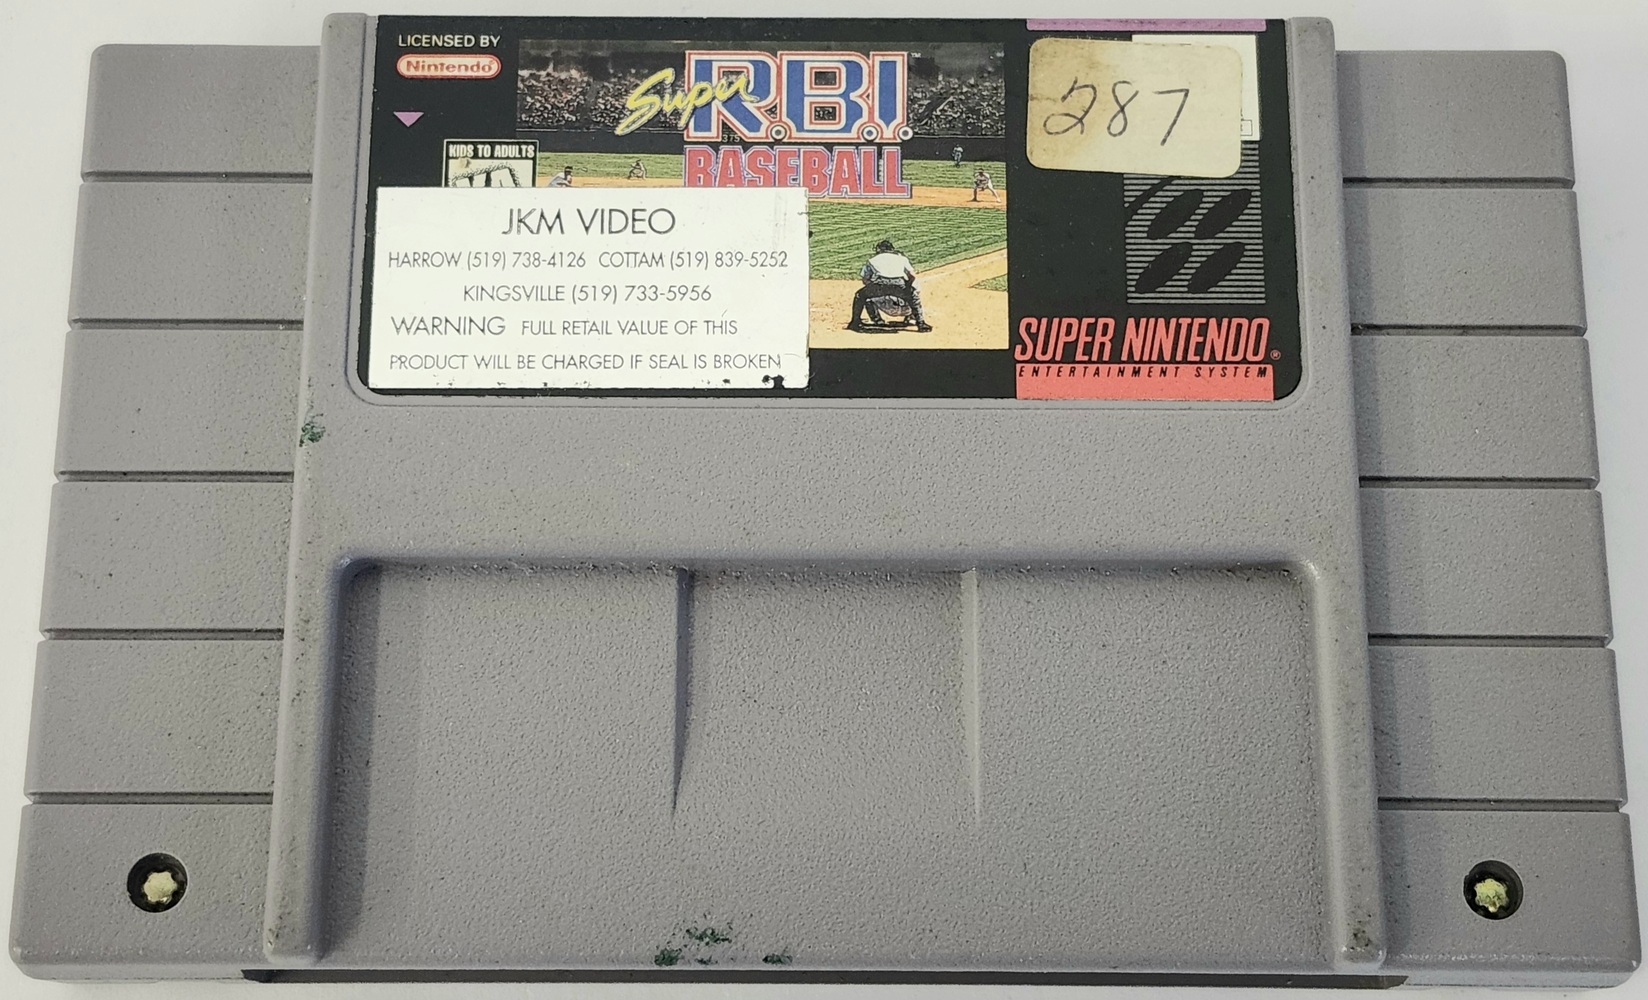 LICENSED BY
Nintendo
Super
R.B.I.™
375
BASEBALL
KIDS TO ADULTS
287
JKM VIDEO
HARROW (519) 738-4126 COTTAM (519) 839-5252
KINGSVILLE (519) 733-5956
WARNING FULL RETAIL VALUE OF THIS
PRODUCT WILL BE CHARGED IF SEAL IS BROKEN
SUPER NINTENDO®
ENTERTAINMENT SYSTEM